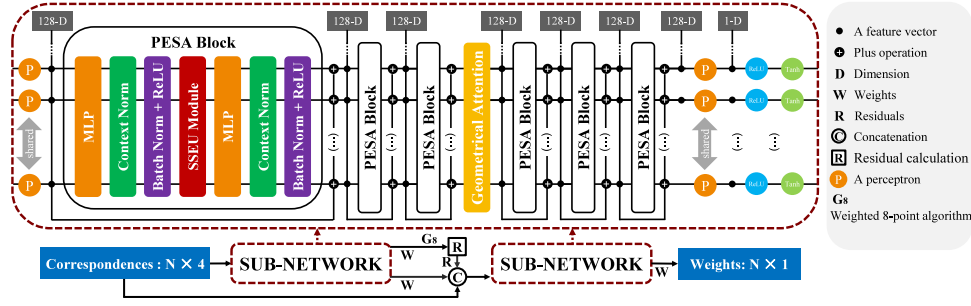 128-D 128-D 128-D 128-D 128-D 128-D 128-D 1-D
PESA Block
P P P
shared
MLP
Context Norm
Batch Norm + ReLU
SSEU Module
MLP
Context Norm
Batch Norm + ReLU
(...)
PESA Block
(...)
PESA Block
(...)
Geometrical Attention
PESA Block
(...)
PESA Block
(...)
PESA Block
(...)
P P P
shared
(...)
ReLU ReLU ReLU
(...)
Tanh Tanh Tanh
A feature vector
Plus operation
D Dimension
W Weights
R Residuals
C Concatenation
R Residual calculation
P A perceptron
G8
Weighted 8-point algorithm
Correspondences : N × 4
SUB-NETWORK
G8
W
R
R
W
C
SUB-NETWORK
W
Weights: N × 1